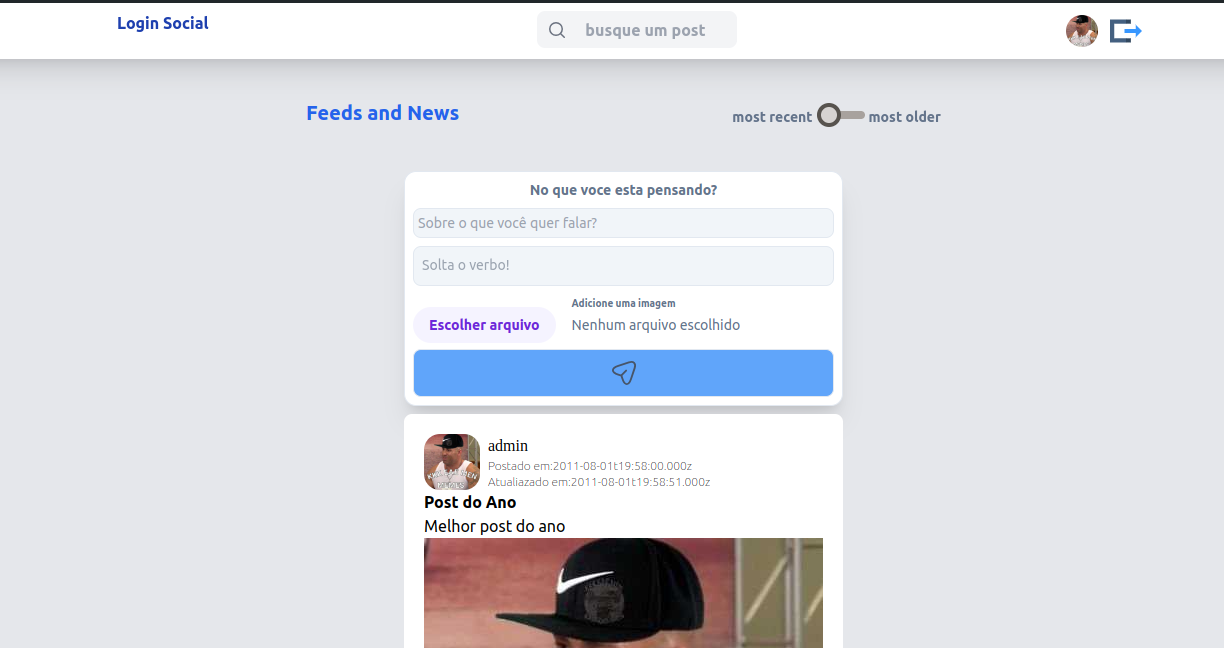 Login Social
busque um post
Feeds and News
most recent most older
No que voce esta pensando?
Sobre o que você quer falar?
Solta o verbo!
Adicione uma imagem
Escolher arquivo Nenhum arquivo escolhido
admin
Postado em:2011-08-01t19:58:00.000z
Atualiazado em:2011-08-01t19:58:51.000z
Post do Ano
Melhor post do ano